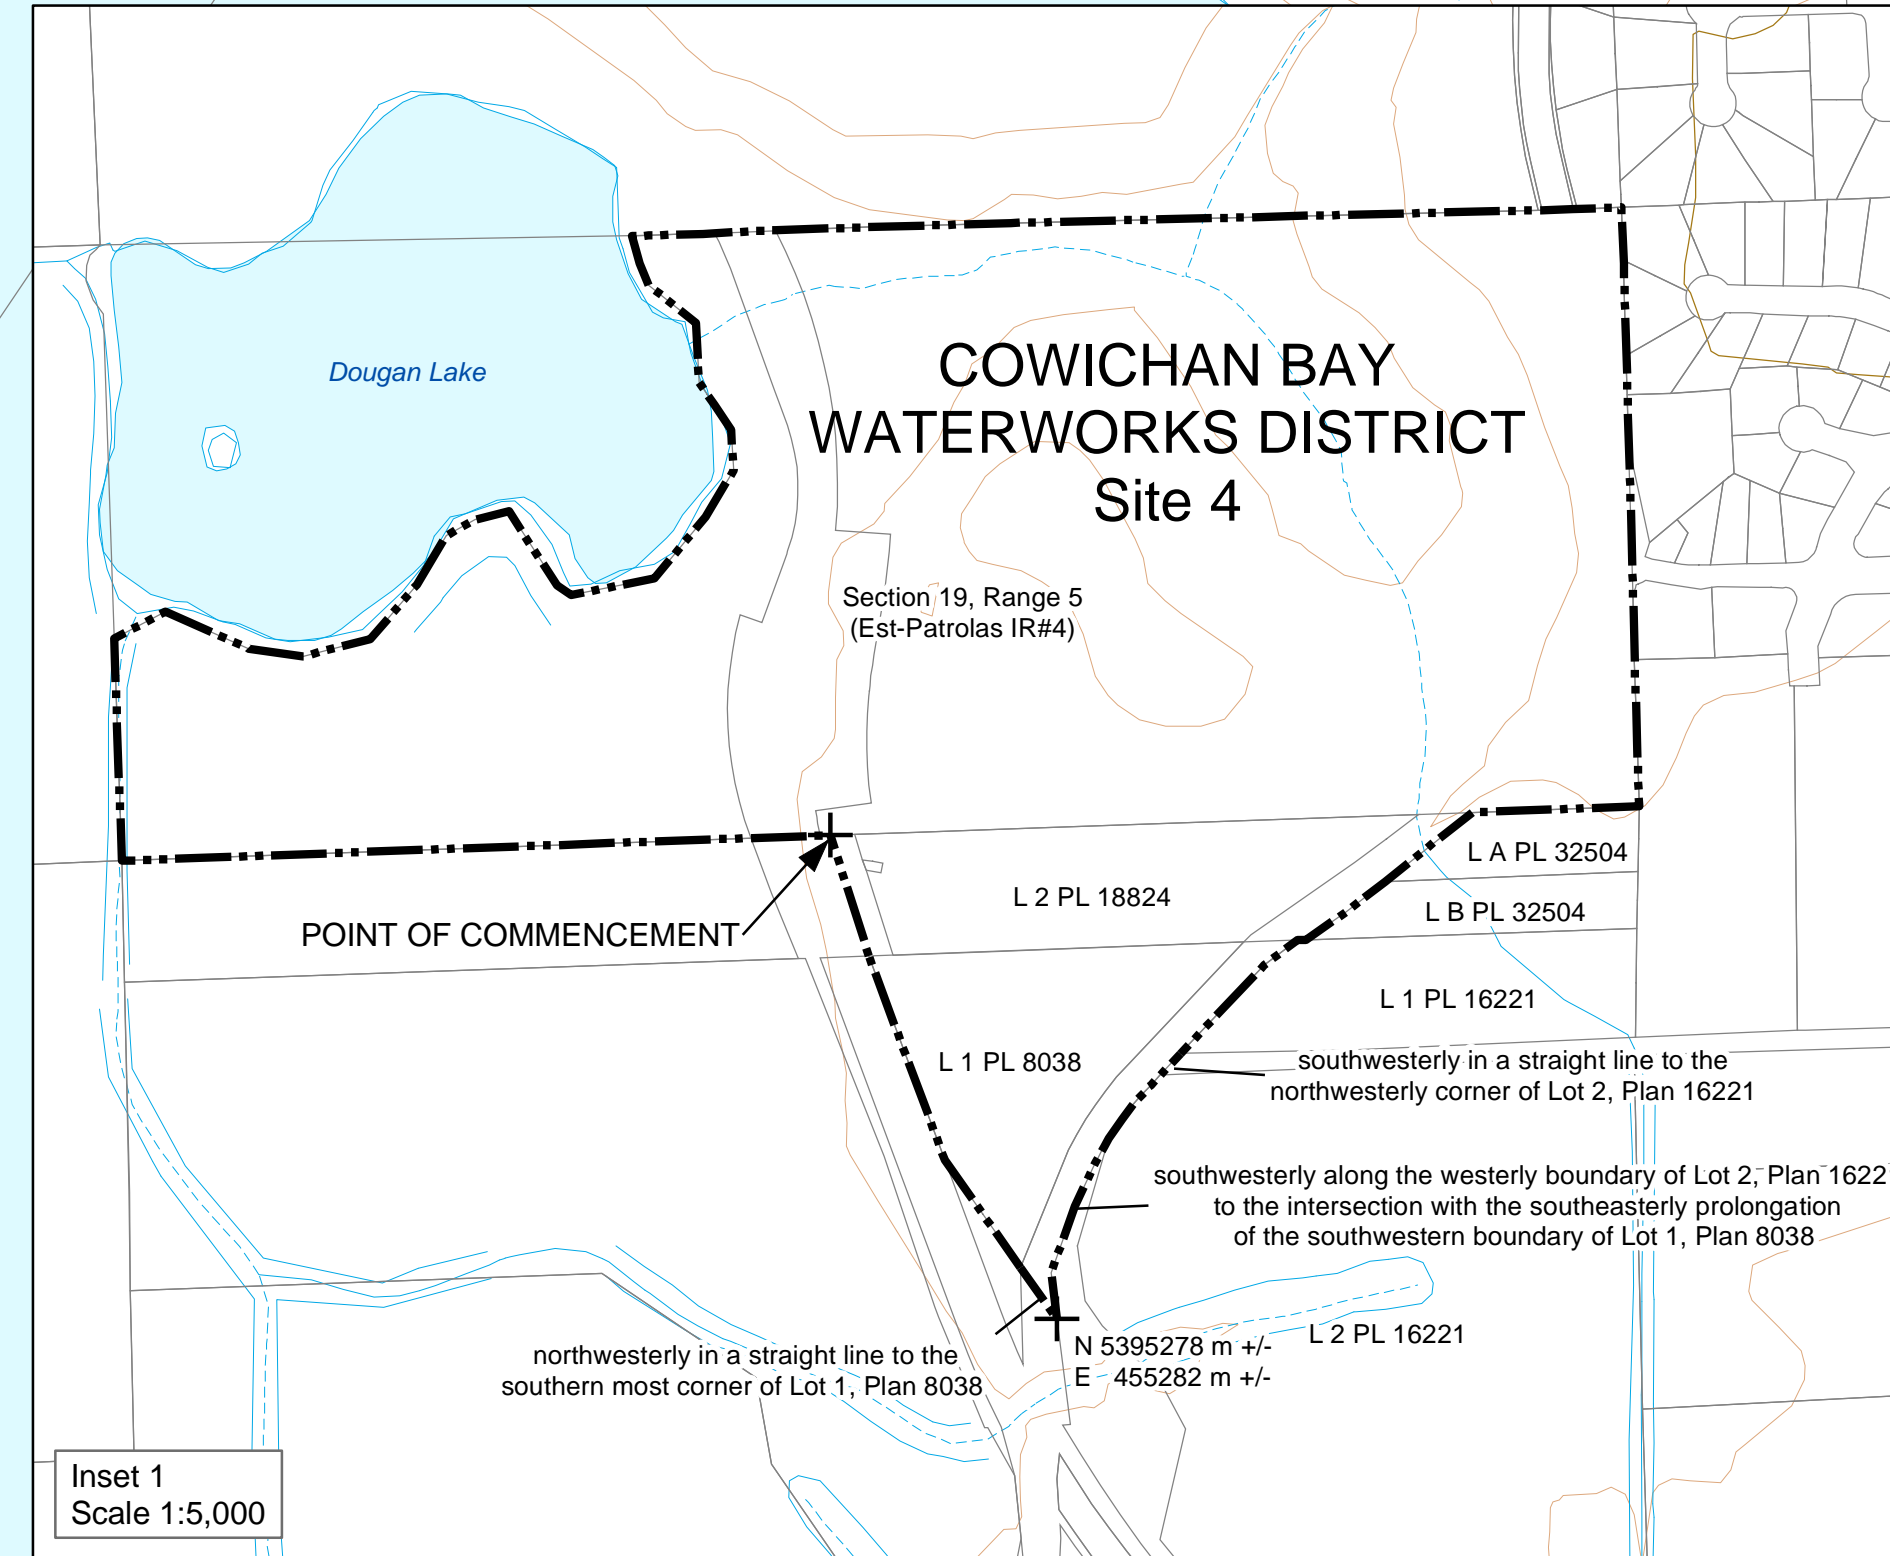 Dougan Lake
COWICHAN BAY
WATERWORKS DISTRICT
Site 4
Section 19, Range 5
(Est-Patrolas IR#4)
L A PL 32504
L 2 PL 18824
L B PL 32504
POINT OF COMMENCEMENT
L 1 PL 16221
L 1 PL 8038
southwesterly in a straight line to the
northwesterly corner of Lot 2, Plan 16221
southwesterly along the westerly boundary of Lot 2, Plan 1622
to the intersection with the southeasterly prolongation
of the southwestern boundary of Lot 1, Plan 8038
L 2 PL 16221
N 5395278 m +/-
E 455282 m +/-
northwesterly in a straight line to the
southern most corner of Lot 1, Plan 8038
Inset 1
Scale 1:5,000